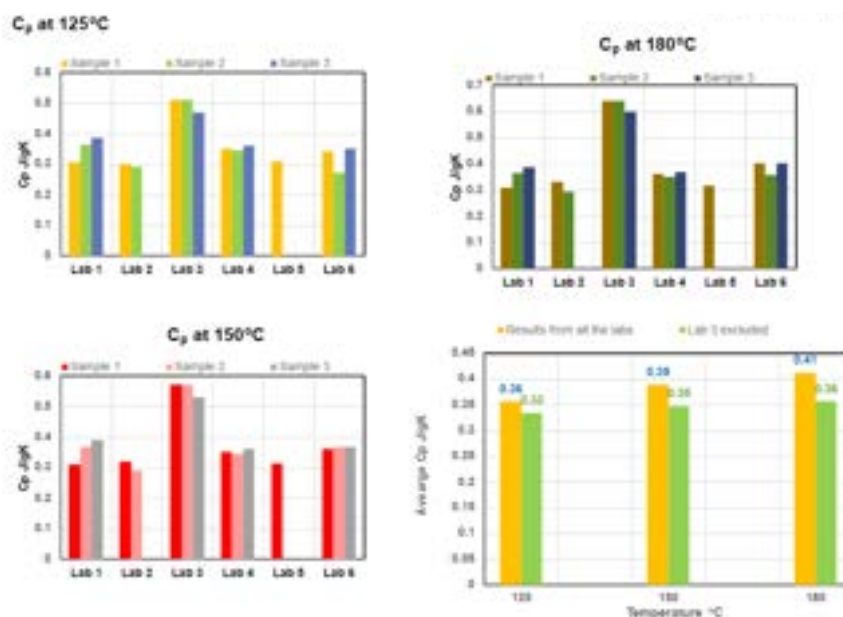 Cₚ at 125°C
Sample 1 Sample 2 Sample 3
0.6
0.5
0.4
0.3
0.2
0.1
0
Cp J/gK
Lab 1 Lab 2 Lab 3 Lab 4 Lab 5 Lab 6
Cₚ at 180°C
Sample 1 Sample 2 Sample 3
0.7
0.6
0.5
0.4
0.3
0.2
0.1
0
Cp J/gK
Lab 1 Lab 2 Lab 3 Lab 4 Lab 5 Lab 6
Cₚ at 150°C
Sample 1 Sample 2 Sample 3
0.6
0.5
0.4
0.3
0.2
0.1
0
Cp J/gK
Lab 1 Lab 2 Lab 3 Lab 4 Lab 5 Lab 6
Results from all the labs Lab 3 excluded
0.45
0.4
0.35
0.3
0.25
0.2
0.15
0.1
0.05
0
Cp J/gK
0.36 0.39 0.41
0.35 0.36
125 150 180
Temperature °C